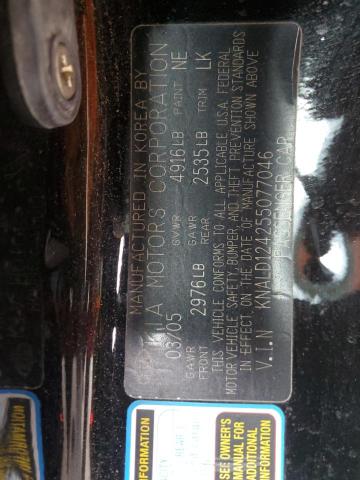 MANUFACTURED IN KOREA BY
KIA MOTORS CORPORATION
03/05 GVWR 4916LB PAINT NE
GAWR FRONT 2976LB GAWR REAR 2535LB TRIM LK
THIS VEHICLE CONFORMS TO ALL APPLICABLE U.S.A. FEDERAL
MOTOR VEHICLE SAFETY, BUMPER, AND THEFT PREVENTION STANDARDS
IN EFFECT ON THE DATE OF MANUFACTURE SHOWN ABOVE
V.I.N KNALD124255077046
PASSENGER CAR
INFORMATION
SEE OWNER'S
MANUAL FOR
ADDITIONAL
INFORMATION